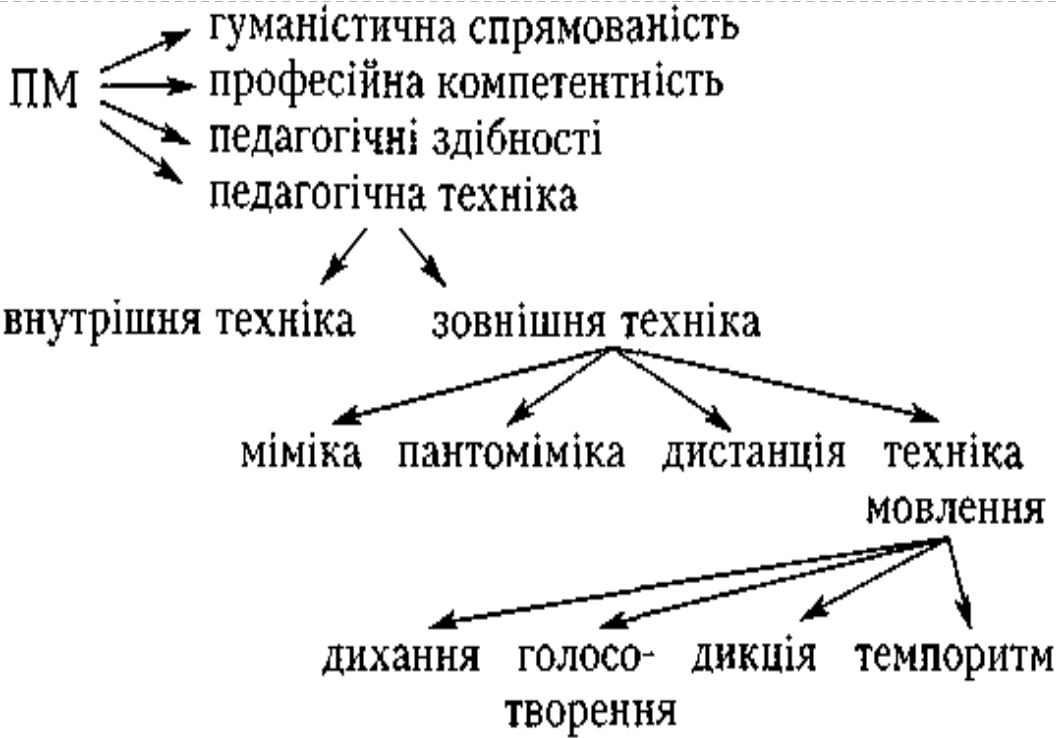 гуманістична спрямованість
ПМ
професійна компетентність
педагогічні здібності
педагогічна техніка
внутрішня техніка зовнішня техніка
міміка пантоміміка дистанція техніка
мовлення
дихання голосо- дикція темпоритм
творення